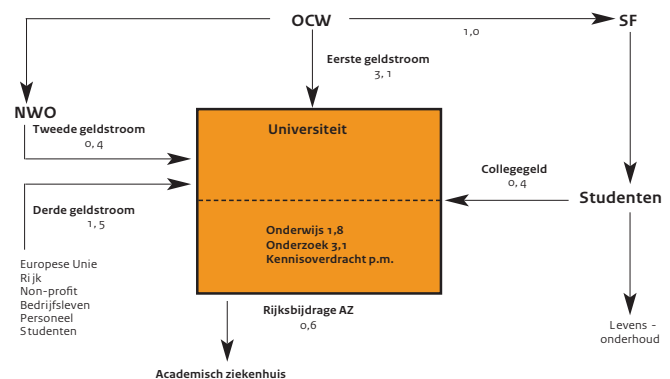 OCW
SF
1,0
Eerste geldstroom
3,1
NWO
Tweede geldstroom
0,4
Universiteit
Collegegeld
0,4
Studenten
Derde geldstroom
1,5
Onderwijs 1,8
Onderzoek 3,1
Kennisoverdracht p.m.
Europese Unie
Rijk
Non-profit
Bedrijfsleven
Personeel
Studenten
Rijksbijdrage AZ
0,6
Levens -
onderhoud
Academisch ziekenhuis